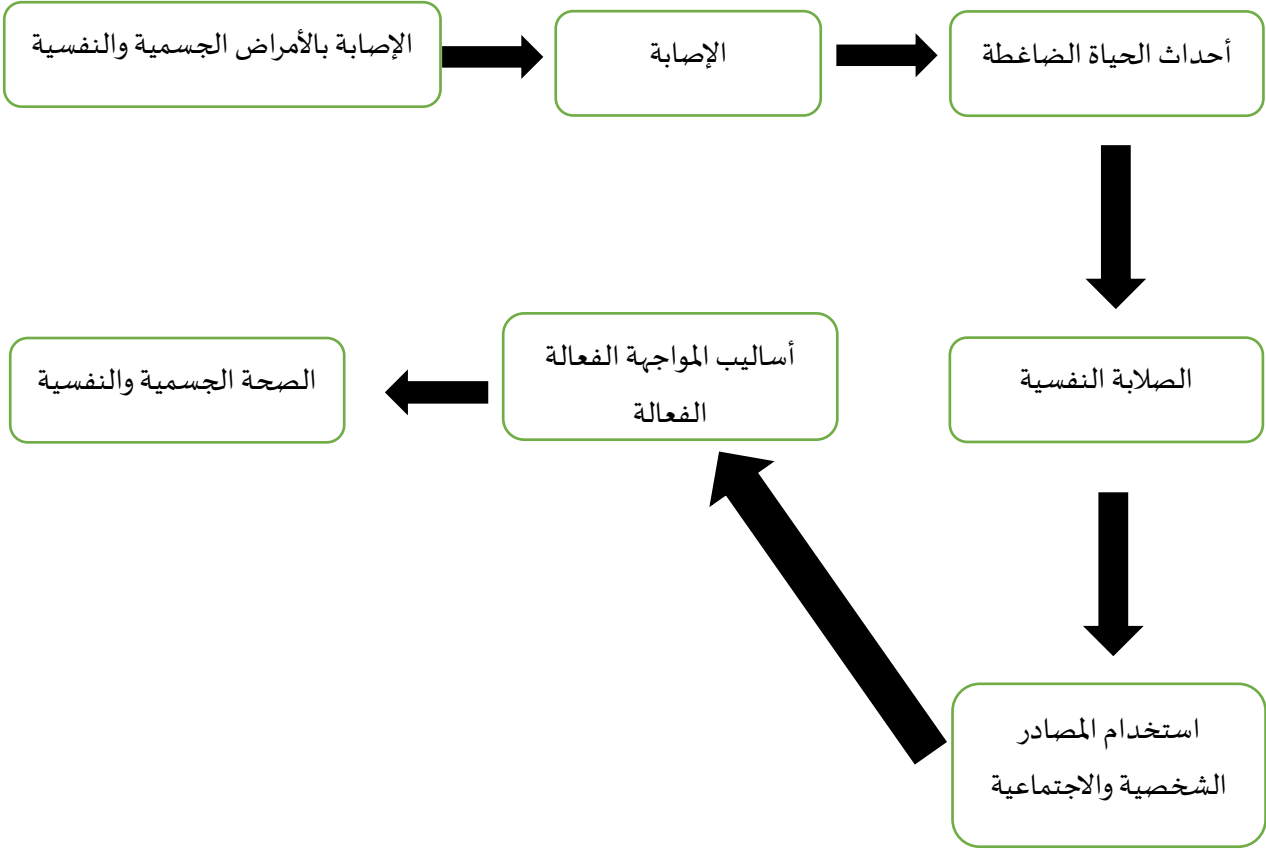 أحداث الحياة الضاغطة
الإصابة
الإصابة بالأمراض الجسمية والنفسية
الصلابة النفسية
أساليب المواجهة الفعالة
الفعالة
الصحة الجسمية والنفسية
استخدام المصادر
الشخصية والاجتماعية